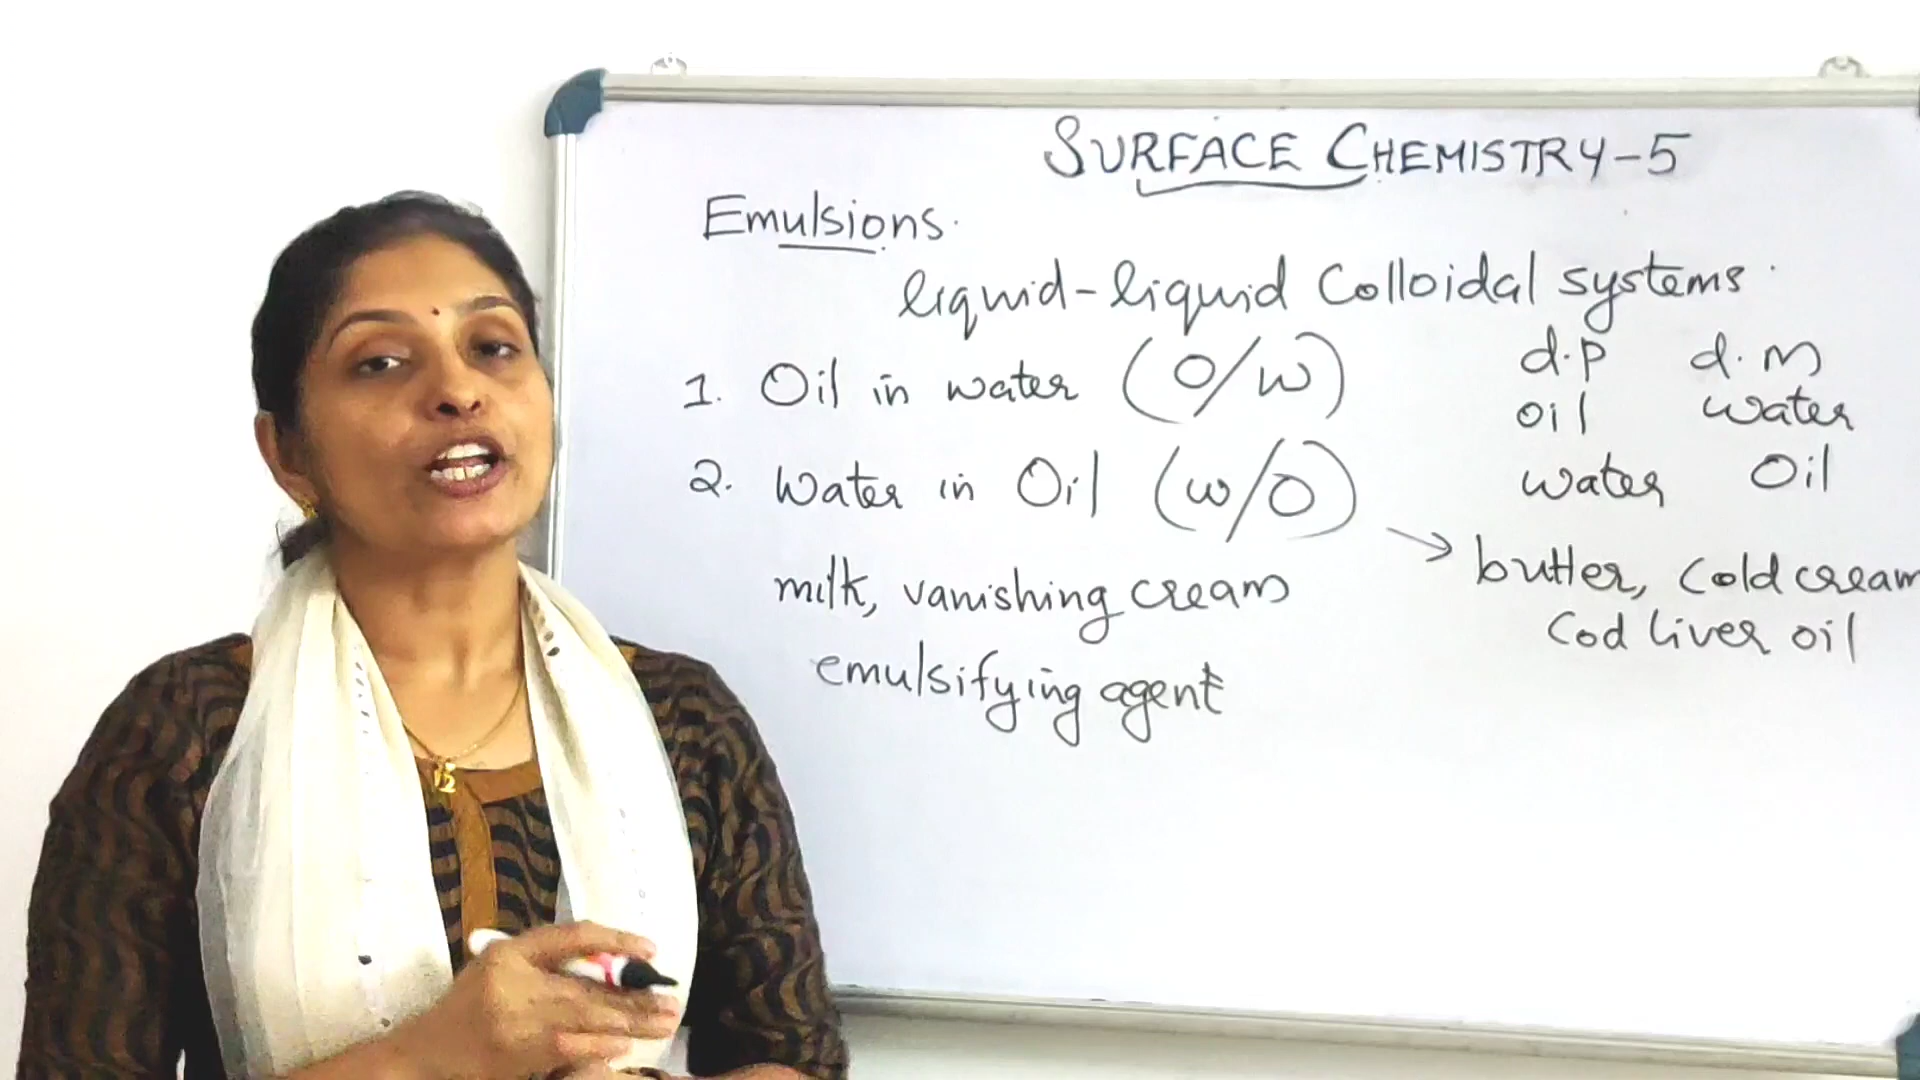 SURFACE CHEMISTRY-5
Emulsions.
liquid-liquid Colloidal systems.
d.p d.m
1. Oil in water (O/W) oil water
2. Water in Oil (W/O) water Oil
milk, vanishing cream → butter, Cold cream
Cod liver oil
emulsifying agent